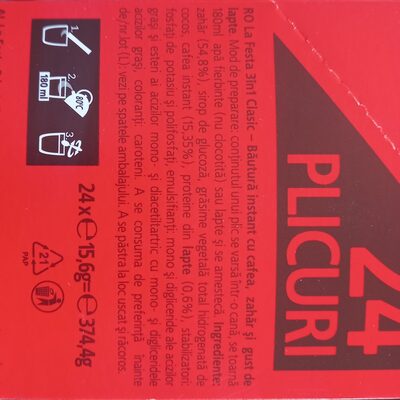 RO La Festa 3in1 Clasic – Băutură instant cu cafea, zahăr și gust de
lapte. Mod de preparare: conținutul unui plic se varsă într-o cană, se toarnă
180ml apă fierbinte (nu clocotită) sau lapte și se amestecă. Ingrediente:
zahăr (54,8%), sirop de glucoză, grăsime vegetală total hidrogenată de
cocos, cafea instant (15,35%), proteine din lapte (0,6%), stabilizatori:
fosfați de potasiu și polifosfați, emulsifianți: mono și digliceride ale acizilor
grași și esteri ai acizilor mono- și diacetiltartric cu mono- și digliceridele
acizilor grași, coloranți: caroteni. A se consuma de preferință înainte
de/nr.lot (L): vezi pe spatele ambalajului. A se păstra la loc uscat și răcoros.
24
PLICURI
1.
2.
80°C
180 ml
3.
24 x ℮ 15,6g=℮ 374,4g
21
PAP